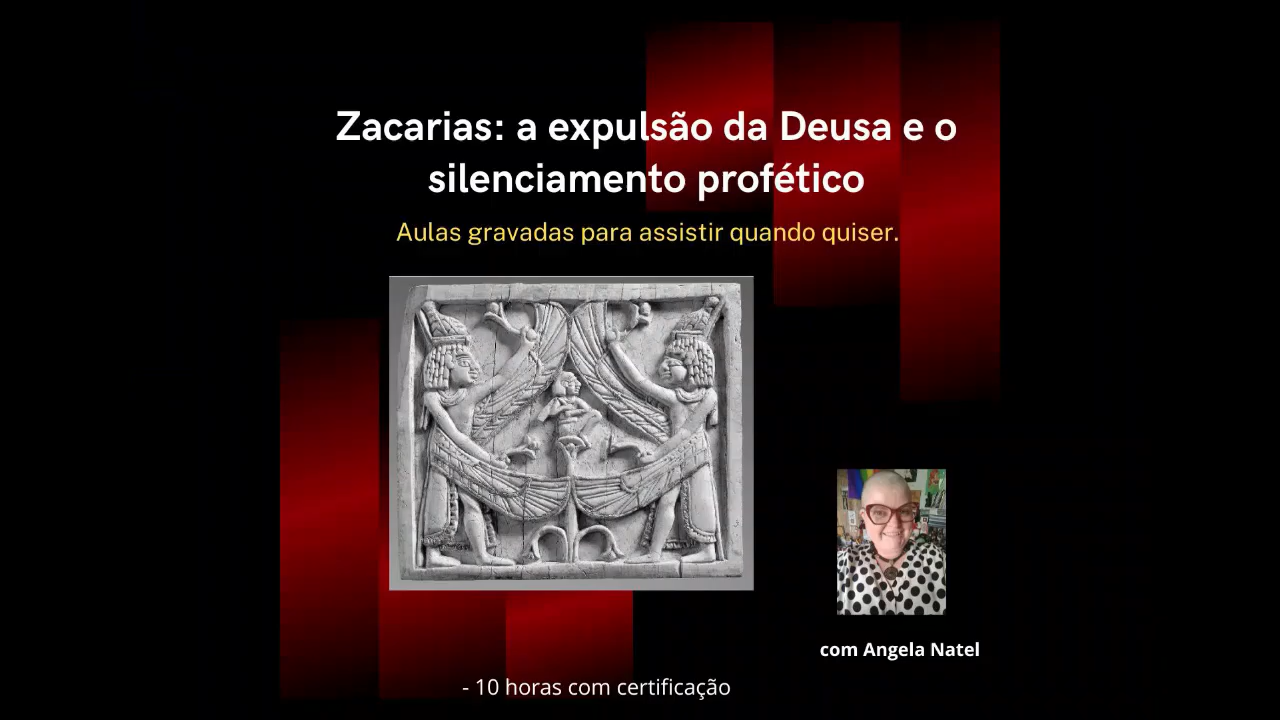 Zacarias: a expulsão da Deusa e o
silenciamento profético
Aulas gravadas para assistir quando quiser.
com Angela Natel
- 10 horas com certificação